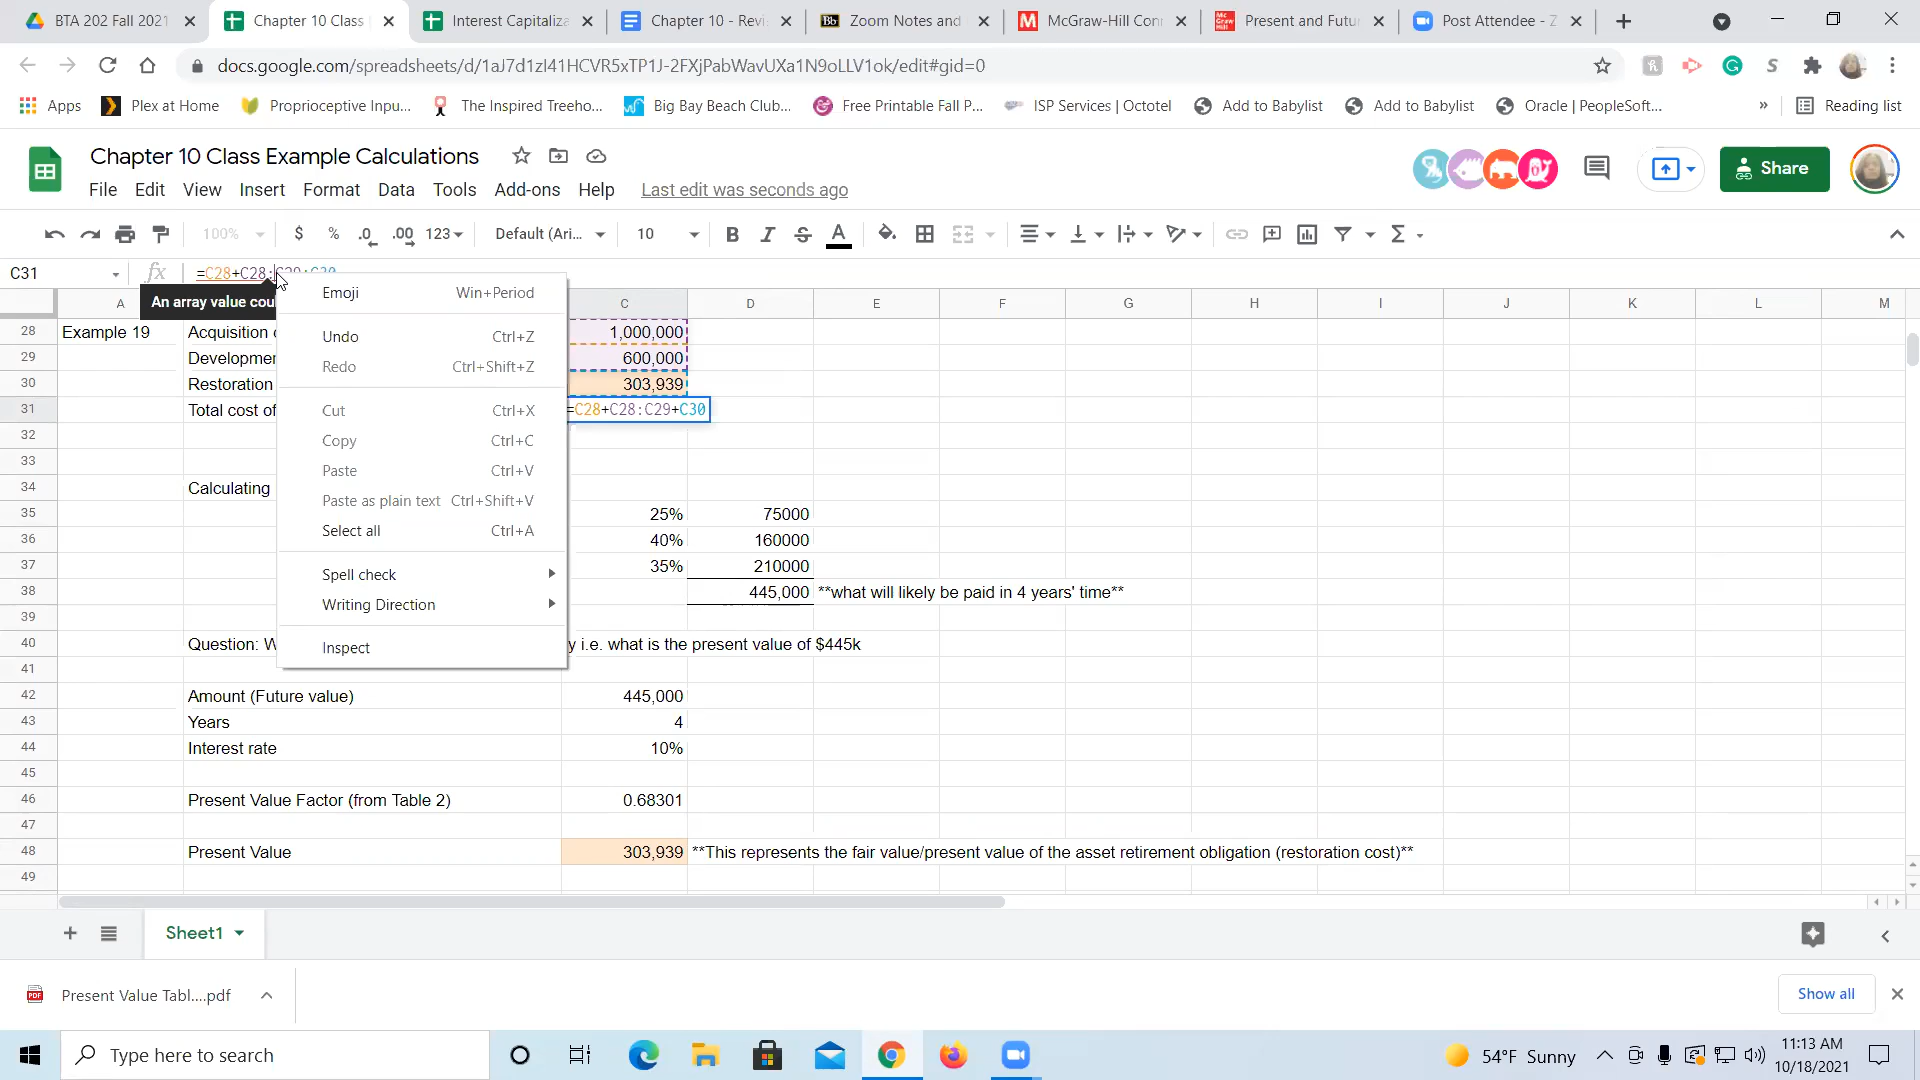 BTA 202 Fall 2021
Chapter 10 Class
Interest Capitaliza
Chapter 10 - Revi
Bb
Zoom Notes and
McGraw-Hill Con
Present and Futu
Post Attendee - Z
docs.google.com/spreadsheets/d/1aJ7d1zI41HCVR5xTP1J-2FXjPabWavUXa1N9oLLV1ok/edit#gid=0
Apps
Plex at Home
Proprioceptive Inpu...
The Inspired Treeho...
Big Bay Beach Club...
Free Printable Fall P...
ISP Services | Octotel
Add to Babylist
Add to Babylist
Oracle | PeopleSoft...
»
Reading list
Chapter 10 Class Example Calculations
File Edit View Insert Format Data Tools Add-ons Help Last edit was seconds ago
Share
100% $ % .0 .00 123 Default (Ari... 10 B I S A Σ
C31 fx =C28+C28:C29+C30
An array value cou
A C D E F G H I J K L M
28 Example 19 Acquisition 1,000,000
29 Developmer 600,000
30 Restoration 303,939
31 Total cost of =C28+C28:C29+C30
32
33
34 Calculating
35 25% 75000
36 40% 160000
37 35% 210000
38 445,000 **what will likely be paid in 4 years' time**
39
40 Question: W y i.e. what is the present value of $445k
41
42 Amount (Future value) 445,000
43 Years 4
44 Interest rate 10%
45
46 Present Value Factor (from Table 2) 0.68301
47
48 Present Value 303,939 **This represents the fair value/present value of the asset retirement obligation (restoration cost)**
49
Emoji Win+Period
Undo Ctrl+Z
Redo Ctrl+Shift+Z
Cut Ctrl+X
Copy Ctrl+C
Paste Ctrl+V
Paste as plain text Ctrl+Shift+V
Select all Ctrl+A
Spell check
Writing Direction
Inspect
Sheet1
PDF Present Value Tabl....pdf
Show all
Type here to search
54°F Sunny
11:13 AM
10/18/2021